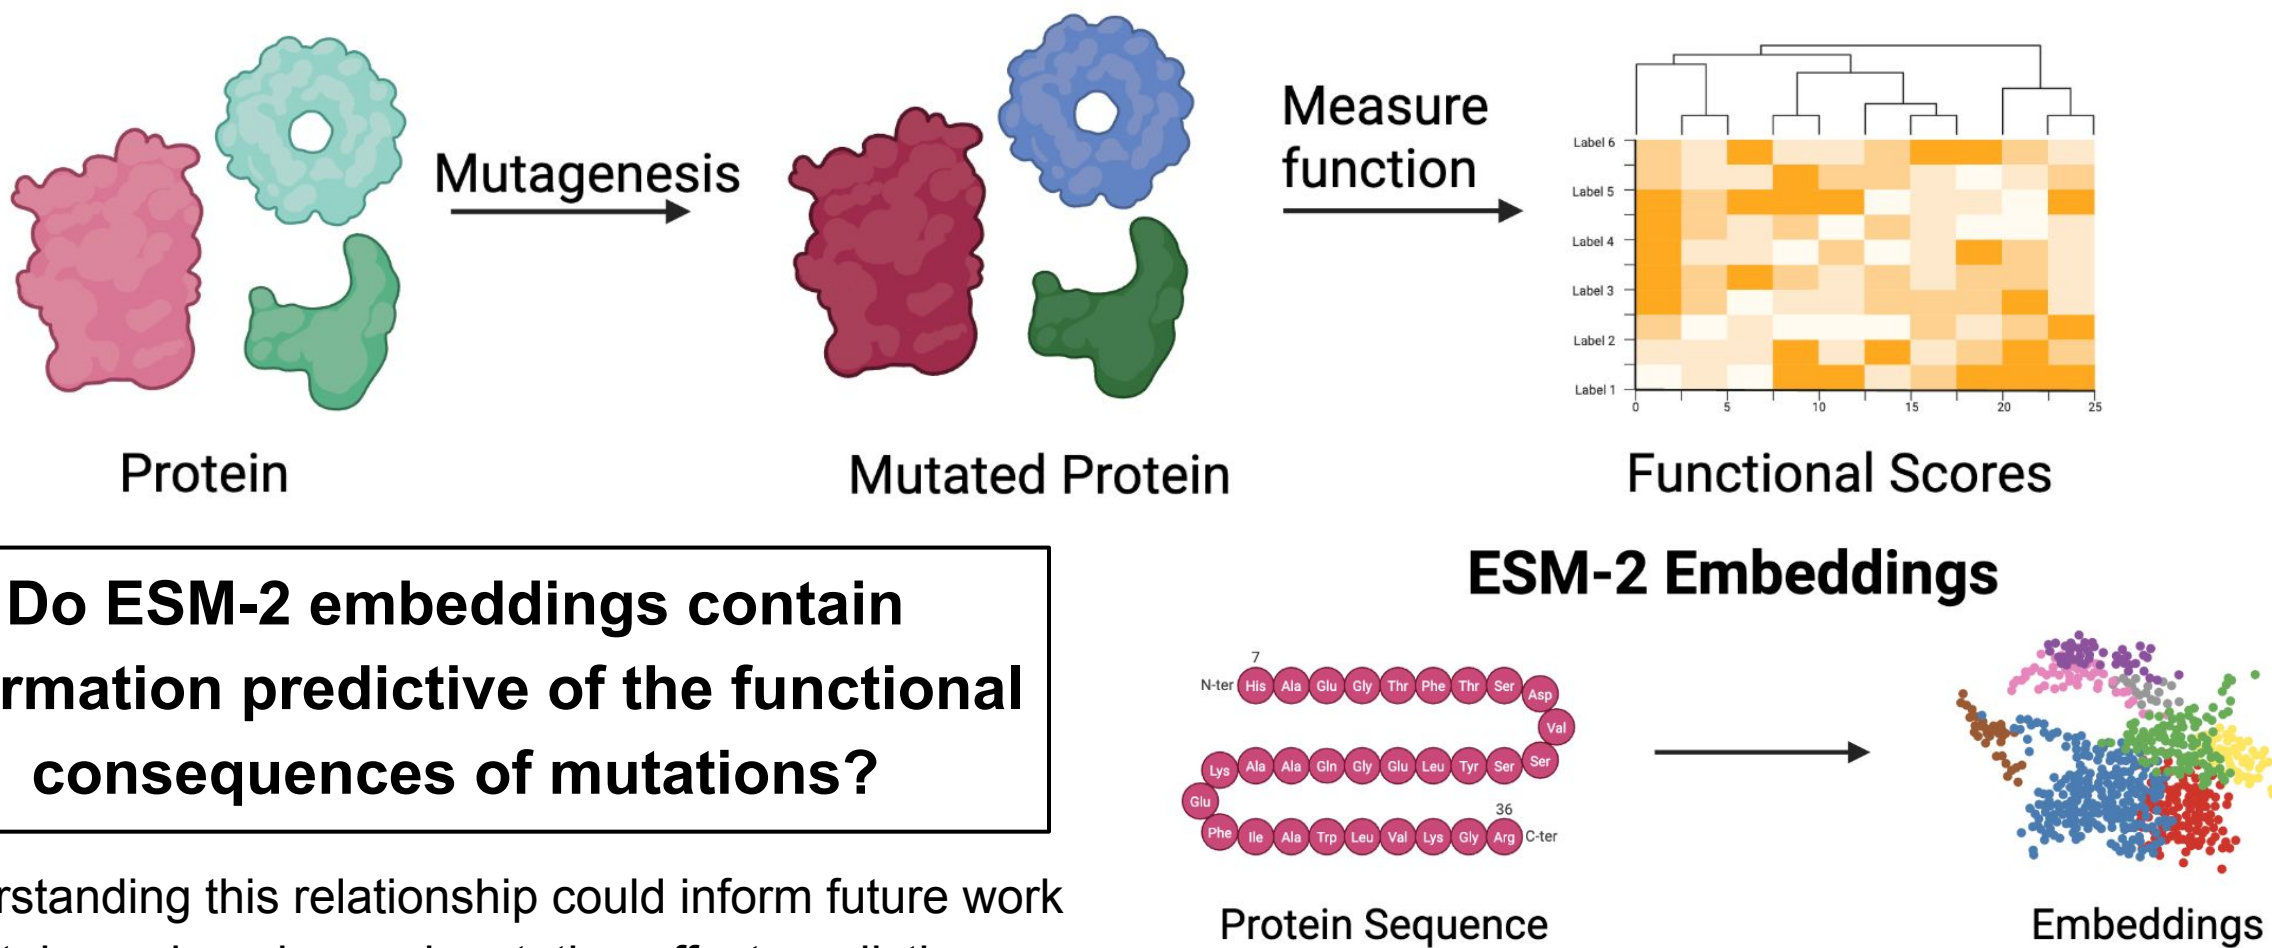 Mutagenesis
Measure
function
Label 6
Label 5
Label 4
Label 3
Label 2
Label 1
0 5 10 15 20 25
Protein
Mutated Protein
Functional Scores
Do ESM-2 embeddings contain
rmation predictive of the functional
consequences of mutations?
rstanding this relationship could inform future work
ESM-2 Embeddings
7
N-ter His Ala Glu Gly Thr Phe Thr Ser Asp
Val
Lys Ala Ala Gln Gly Glu Leu Tyr Ser Ser
Glu
36
Phe Ile Ala Trp Leu Val Lys Gly Arg C-ter
Protein Sequence
Embeddings